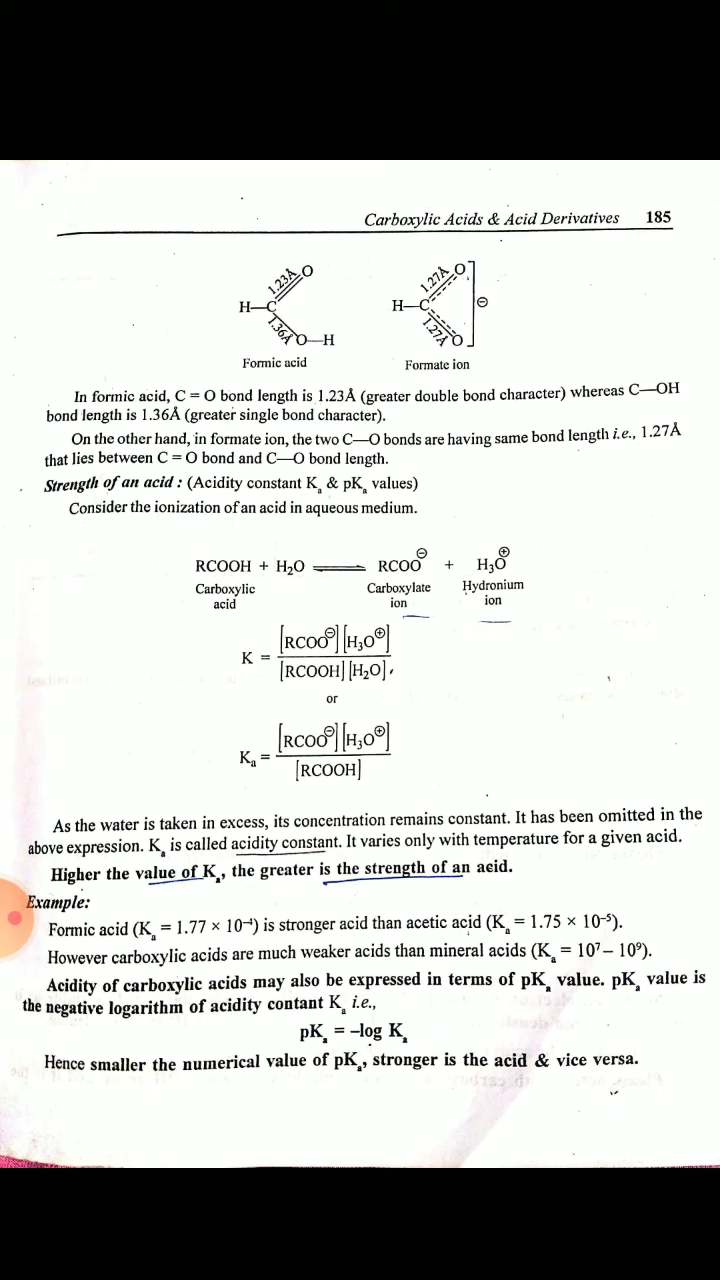 Carboxylic Acids & Acid Derivatives 185
1.23Å O
H—C
1.36Å O—H
Formic acid
1.27Å O
H—C ⊖
1.27Å O
Formate ion
In formic acid, C = O bond length is 1.23Å (greater double bond character) whereas C—OH
bond length is 1.36Å (greater single bond character).
On the other hand, in formate ion, the two C—O bonds are having same bond length i.e., 1.27Å
that lies between C = O bond and C—O bond length.
Strength of an acid : (Acidity constant Kₐ & pKₐ values)
Consider the ionization of an acid in aqueous medium.
RCOOH + H₂O ⇌ RCOO⊖ + H₃O⊕
Carboxylic Carboxylate Hydronium
acid ion ion
K = [RCOO⊖] [H₃O⊕] / [RCOOH] [H₂O] ,
or
Kₐ = [RCOO⊖] [H₃O⊕] / [RCOOH]
As the water is taken in excess, its concentration remains constant. It has been omitted in the
above expression. Kₐ is called acidity constant. It varies only with temperature for a given acid.
Higher the value of Kₐ, the greater is the strength of an acid.
Example:
Formic acid (Kₐ = 1.77 × 10⁻⁴) is stronger acid than acetic acid (Kₐ = 1.75 × 10⁻⁵).
However carboxylic acids are much weaker acids than mineral acids (Kₐ = 10⁷ – 10⁹).
Acidity of carboxylic acids may also be expressed in terms of pKₐ value. pKₐ value is
the negative logarithm of acidity contant Kₐ i.e.,
pKₐ = –log Kₐ
Hence smaller the numerical value of pKₐ, stronger is the acid & vice versa.